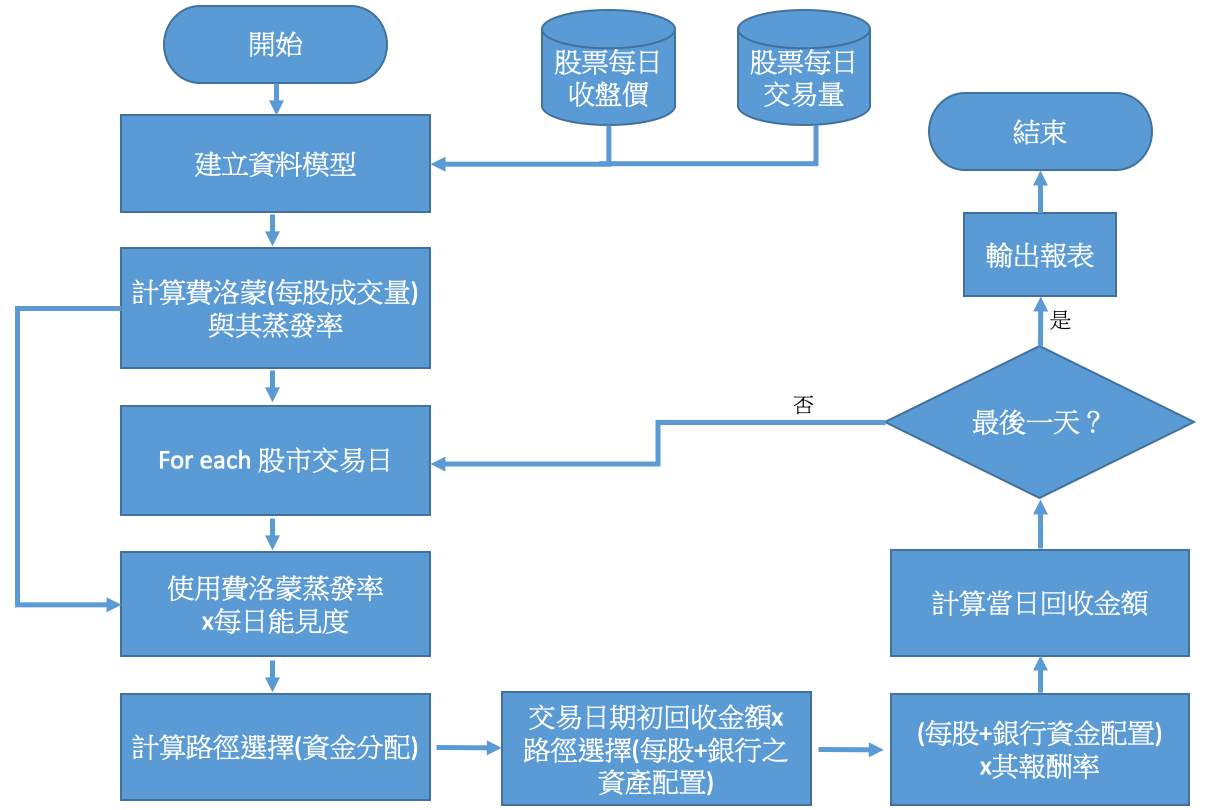 開始
股票每日
收盤價
股票每日
交易量
結束
建立資料模型
輸出報表
計算費洛蒙(每股成交量)
與其蒸發率
是
否
最後一天？
For each 股市交易日
使用費洛蒙蒸發率
x每日能見度
計算當日回收金額
計算路徑選擇(資金分配)
交易日期初回收金額x
路徑選擇(每股+銀行之
資產配置)
(每股+銀行資金配置)
x其報酬率